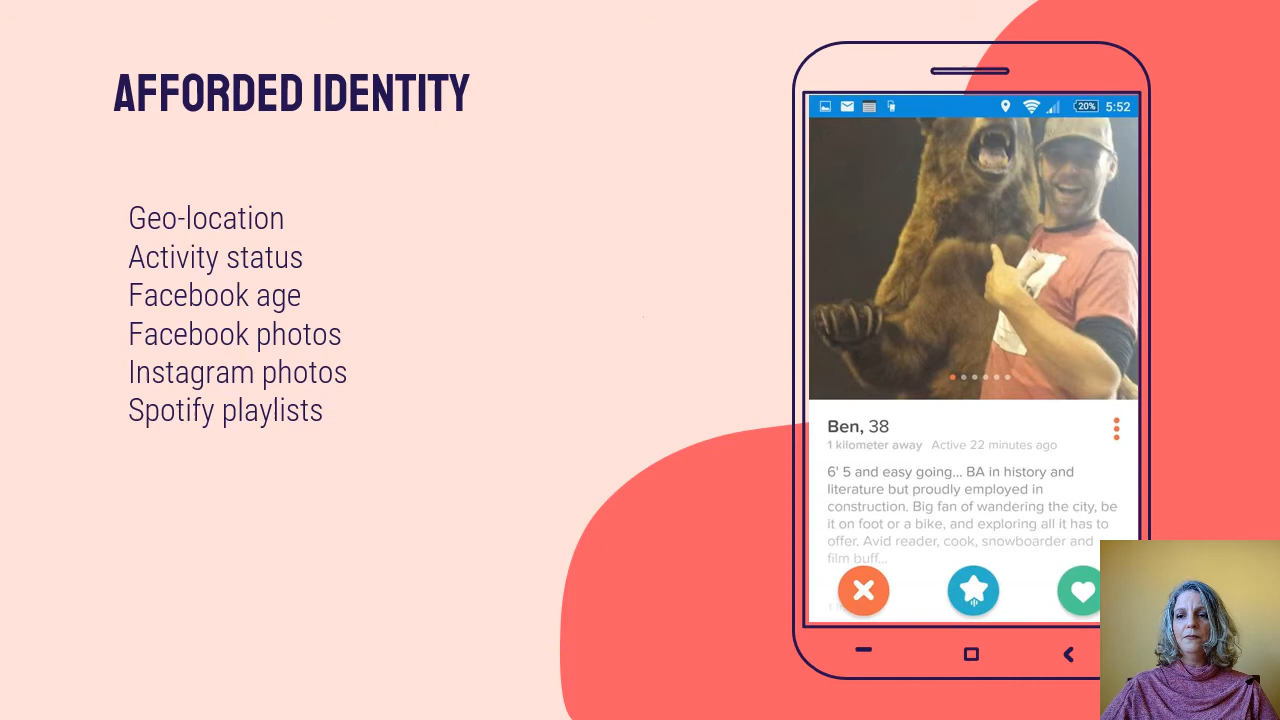 AFFORDED IDENTITY
Geo-location
Activity status
Facebook age
Facebook photos
Instagram photos
Spotify playlists
20% 5:52
Ben, 38
1 kilometer away Active 22 minutes ago
6' 5 and easy going... BA in history and
literature but proudly employed in
construction. Big fan of wandering the city, be
it on foot or a bike, and exploring all it has to
offer. Avid reader, cook, snowboarder and
film buff...